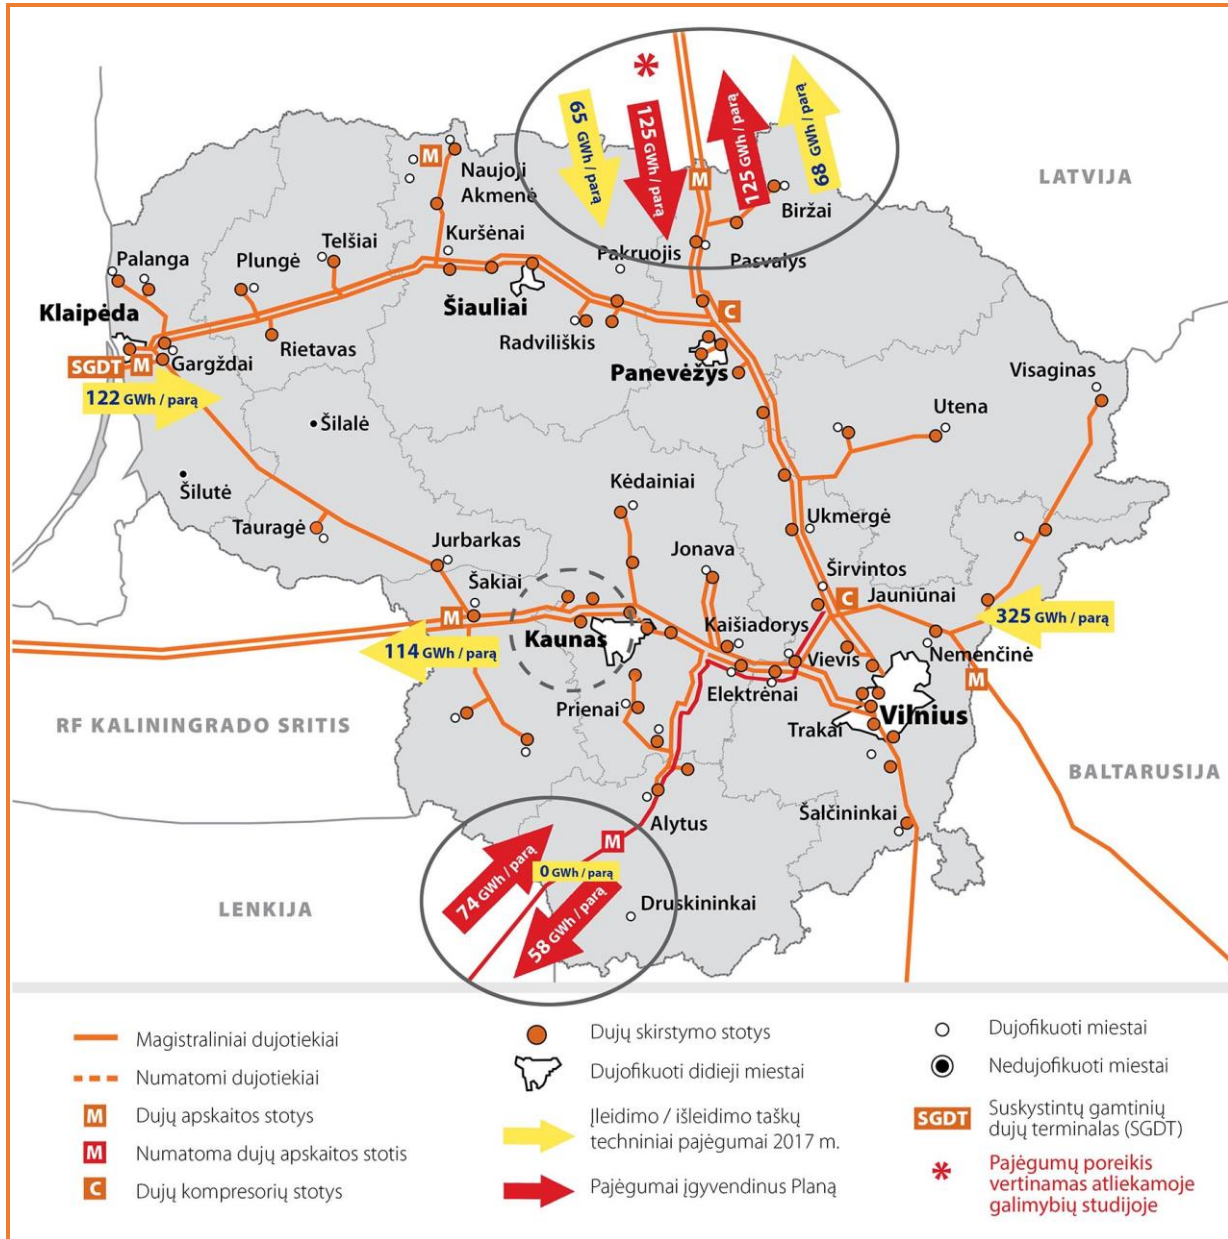 *
65 GWh / parą
125 GWh / parą
125 GWh / parą
68 GWh / parą
LATVIJA
M
Naujoji
Akmenė
M
Biržai
Kuršėnai
Pakruojis
Pasvalys
Telšiai
Palanga
Plungė
Klaipėda
Šiauliai
C
Rietavas
Radviliškis
SGDT
M
Gargždai
Panevėžys
Visaginas
122 GWh / parą
Utena
Šilalė
Šilutė
Kėdainiai
Tauragė
Ukmergė
Jurbarkas
Jonava
Širvintos
Šakiai
C
Jauniūnai
M
Kaunas
Kaišiadorys
325 GWh / parą
114 GWh / parą
Vievis
Nemenčinė
Elektrėnai
M
Prienai
Vilnius
RF KALININGRADO SRITIS
Trakai
BALTARUSIJA
Alytus
Šalčininkai
M
74 GWh / parą
0 GWh / parą
58 GWh / parą
LENKIJA
Druskininkai
Magistraliniai dujotiekiai
Numatomi dujotiekiai
M Dujų apskaitos stotys
M Numatoma dujų apskaitos stotis
C Dujų kompresorių stotys
Dujų skirstymo stotys
Dujofikuoti didieji miestai
Įleidimo / išleidimo taškų
techniniai pajėgumai 2017 m.
Pajėgumai įgyvendinus Planą
Dujofikuoti miestai
Nedujofikuoti miestai
SGDT Suskystintų gamtinių
dujų terminalas (SGDT)
* Pajėgumų poreikis
vertinamas atliekamoje
galimybių studijoje